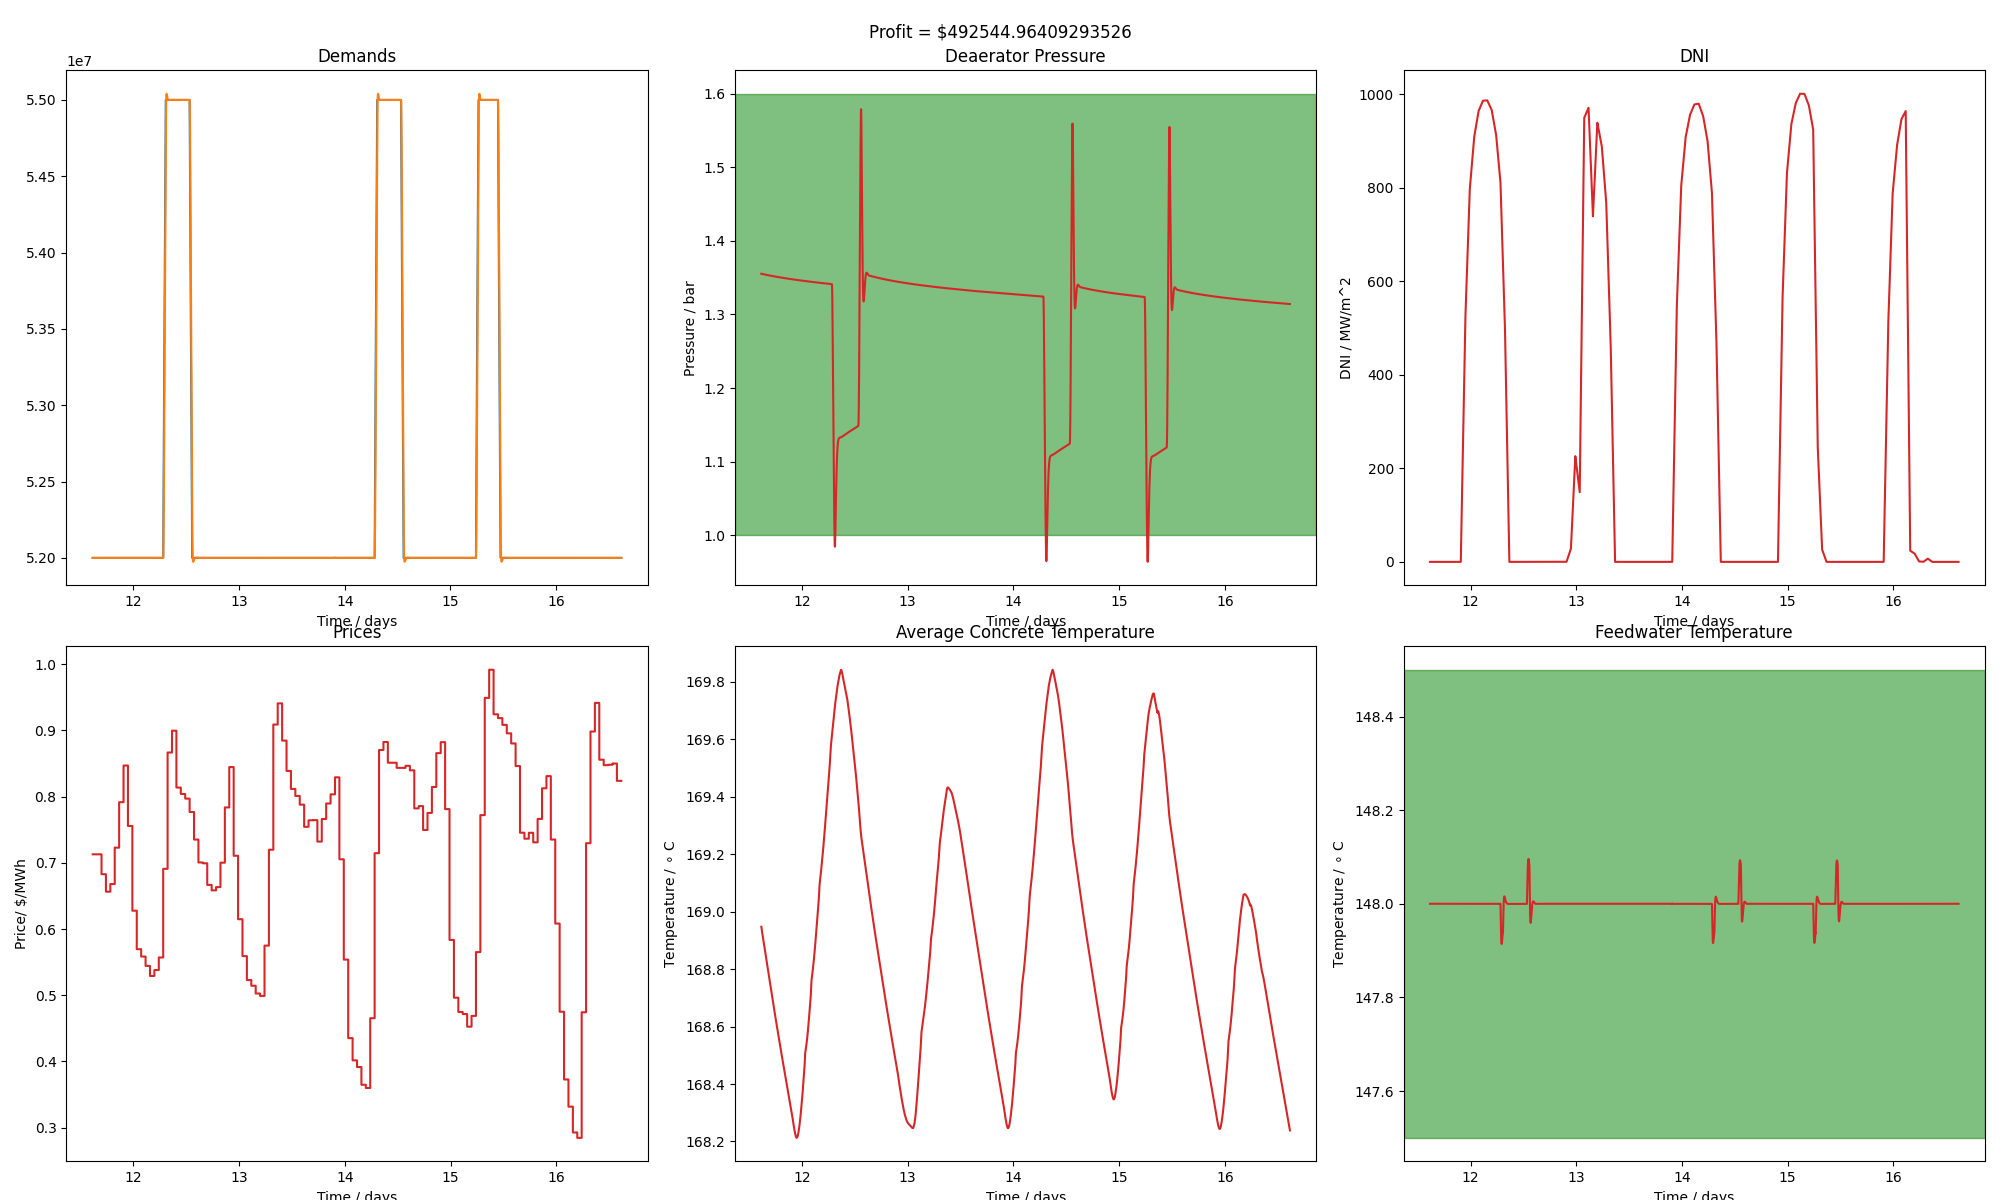 Profit = $492544.96409293526
Demands
1e7
5.50
5.45
5.40
5.35
5.30
5.25
5.20
12 13 14 15 16
Time / days
Deaerator Pressure
Pressure / bar
1.6
1.5
1.4
1.3
1.2
1.1
1.0
12 13 14 15 16
Time / days
DNI
DNI / MW/m^2
1000
800
600
400
200
0
12 13 14 15 16
Time / days
Prices
Price/ $/MWh
1.0
0.9
0.8
0.7
0.6
0.5
0.4
0.3
12 13 14 15 16
Time / days
Average Concrete Temperature
Temperature / ∘ C
169.8
169.6
169.4
169.2
169.0
168.8
168.6
168.4
168.2
12 13 14 15 16
Time / days
Feedwater Temperature
Temperature / ∘ C
148.4
148.2
148.0
147.8
147.6
12 13 14 15 16
Time / days